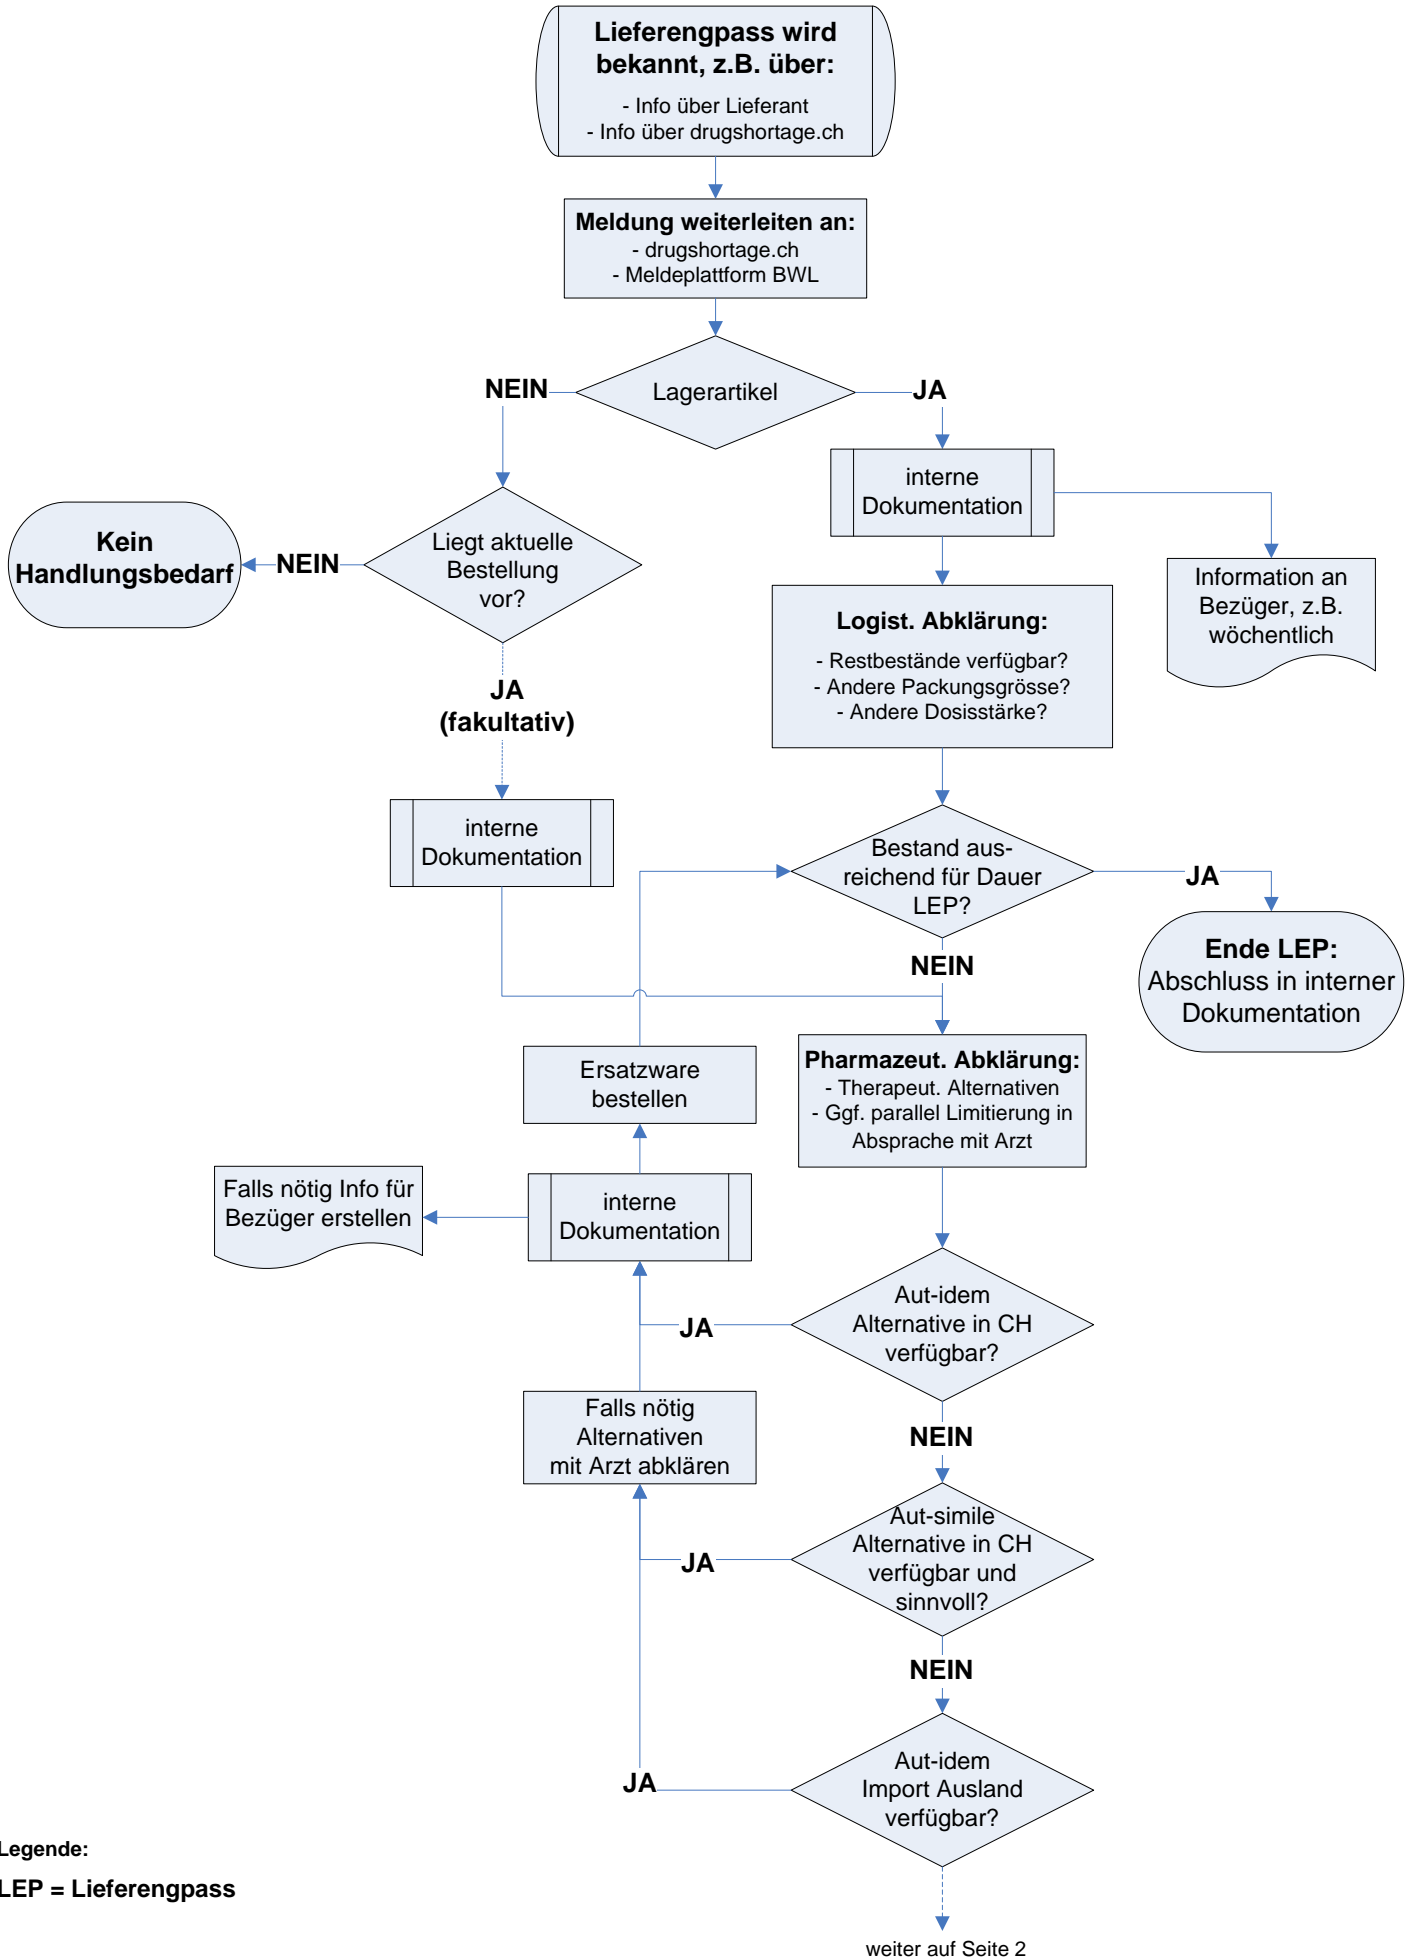 Lieferengpass wird
bekannt, z.B. über:
- Info über Lieferant
- Info über drugshortage.ch
Meldung weiterleiten an:
- drugshortage.ch
- Meldeplattform BWL
Lagerartikel
NEIN
JA
interne
Dokumentation
Liegt aktuelle
Bestellung
vor?
NEIN
Kein
Handlungsbedarf
Information an
Bezüger, z.B.
wöchentlich
Logist. Abklärung:
- Restbestände verfügbar?
- Andere Packungsgrösse?
- Andere Dosisstärke?
JA
(fakultativ)
interne
Dokumentation
Bestand aus-
reichend für Dauer
LEP?
JA
Ende LEP:
Abschluss in interner
Dokumentation
NEIN
Pharmazeut. Abklärung:
- Therapeut. Alternativen
- Ggf. parallel Limitierung in
Absprache mit Arzt
Ersatzware
bestellen
interne
Dokumentation
Falls nötig Info für
Bezüger erstellen
Aut-idem
Alternative in CH
verfügbar?
JA
NEIN
Falls nötig
Alternativen
mit Arzt abklären
Aut-simile
Alternative in CH
verfügbar und
sinnvoll?
JA
NEIN
Aut-idem
Import Ausland
verfügbar?
JA
Legende:
LEP = Lieferengpass
weiter auf Seite 2